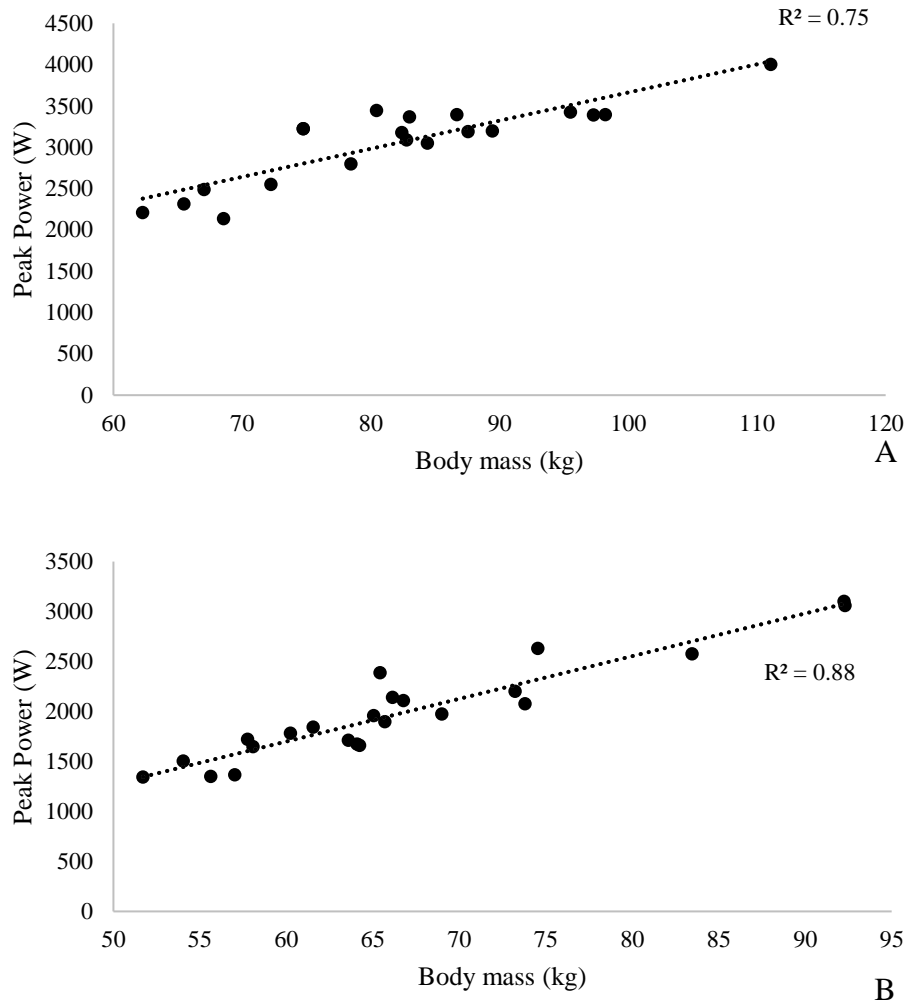 R² = 0.75
Peak Power (W)
4500
4000
3500
3000
2500
2000
1500
1000
500
0
60 70 80 90 100 110 120
Body mass (kg)
A
3500
3000
2500
2000
1500
1000
500
0
Peak Power (W)
R² = 0.88
50 55 60 65 70 75 80 85 90 95
Body mass (kg)
B